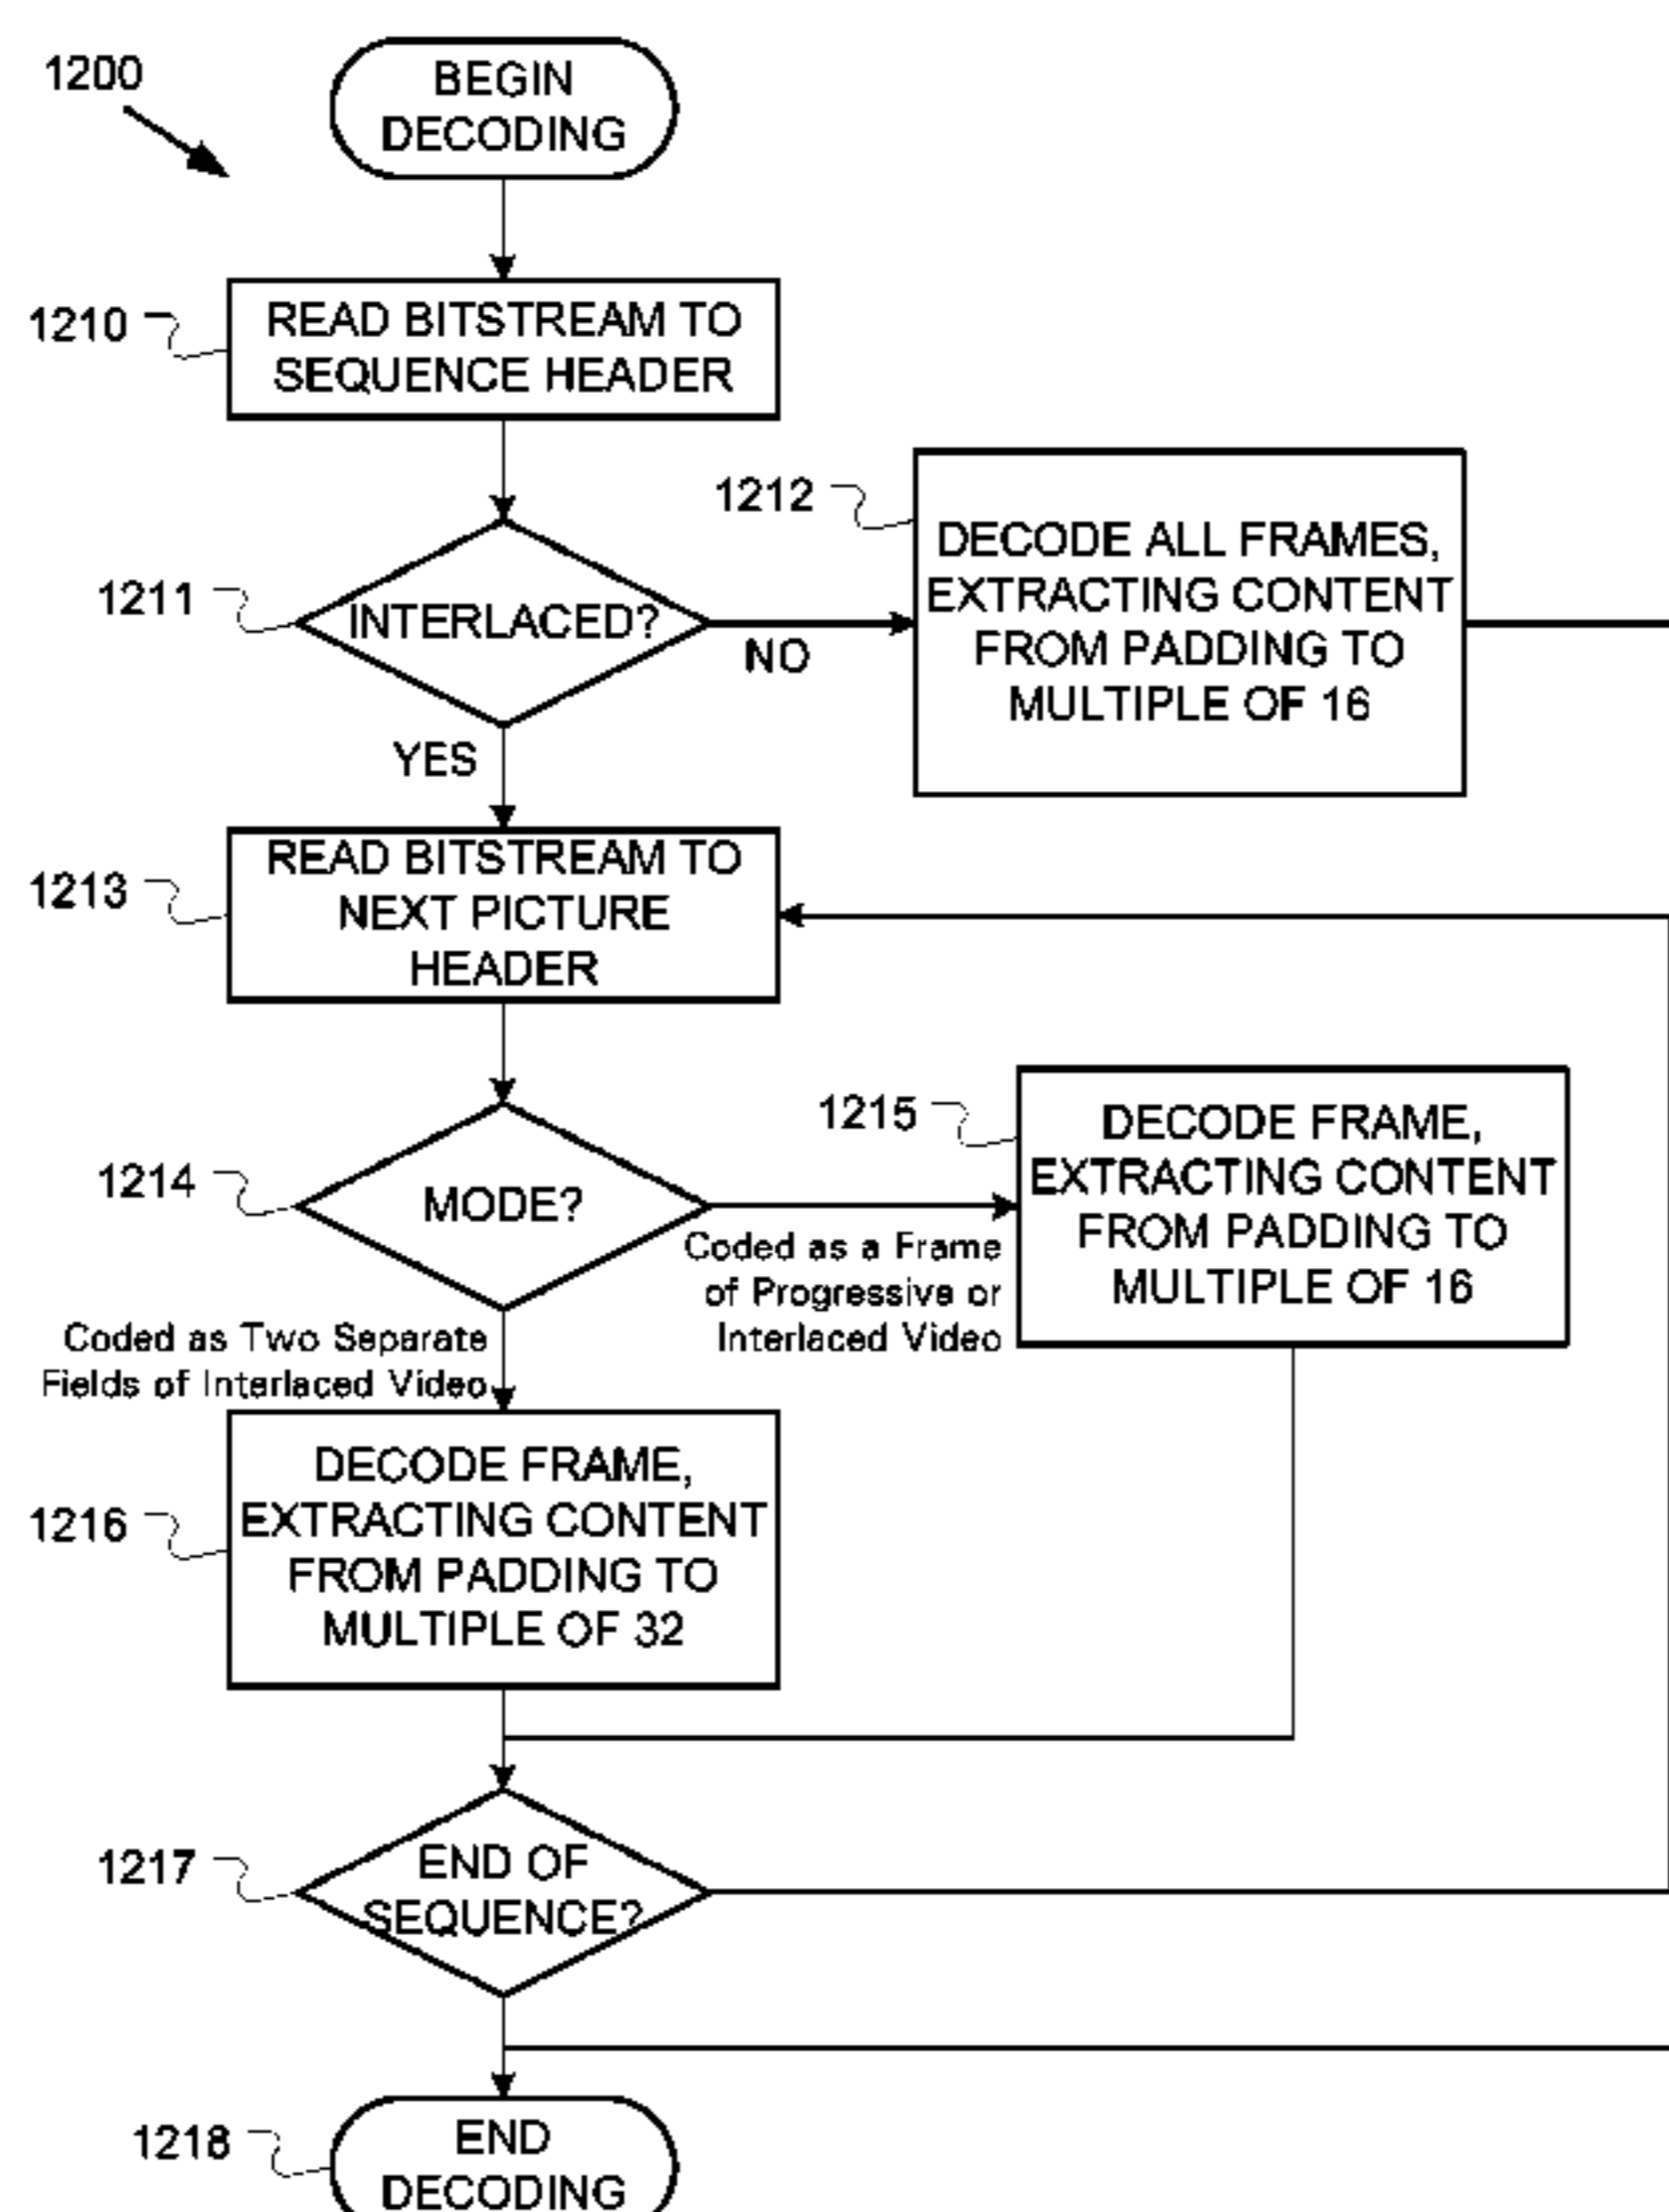 1200
BEGIN
DECODING
1210
READ BITSTREAM TO
SEQUENCE HEADER
1211
INTERLACED?
NO
YES
1212
DECODE ALL FRAMES,
EXTRACTING CONTENT
FROM PADDING TO
MULTIPLE OF 16
1213
READ BITSTREAM TO
NEXT PICTURE
HEADER
1214
MODE?
Coded as a Frame
of Progressive or
Interlaced Video
1215
DECODE FRAME,
EXTRACTING CONTENT
FROM PADDING TO
MULTIPLE OF 16
Coded as Two Separate
Fields of Interlaced Video
1216
DECODE FRAME,
EXTRACTING CONTENT
FROM PADDING TO
MULTIPLE OF 32
1217
END OF
SEQUENCE?
1218
END
DECODING